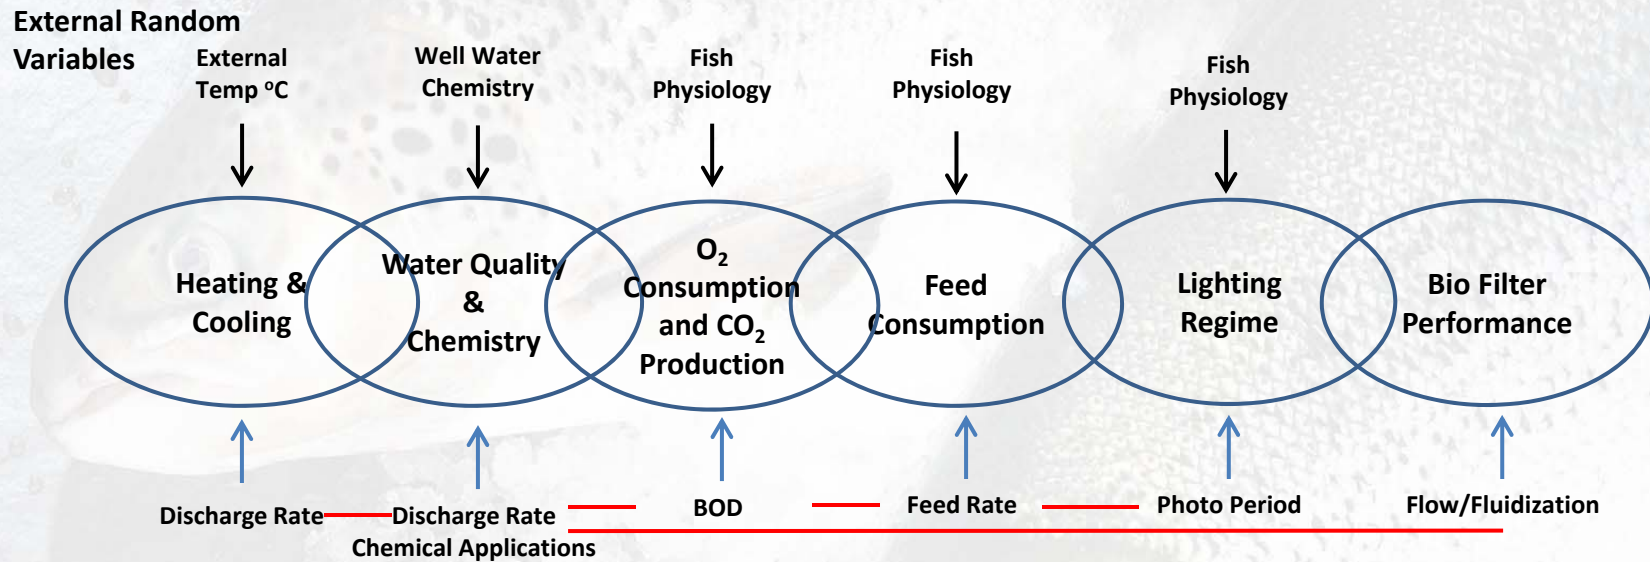 External Random
Variables
External
Temp °C
Well Water
Chemistry
Fish
Physiology
Fish
Physiology
Fish
Physiology
Heating &
Cooling
Water Quality
&
Chemistry
O₂
Consumption
and CO₂
Production
Feed
Consumption
Lighting
Regime
Bio Filter
Performance
Discharge Rate
Discharge Rate
Chemical Applications
BOD
Feed Rate
Photo Period
Flow/Fluidization